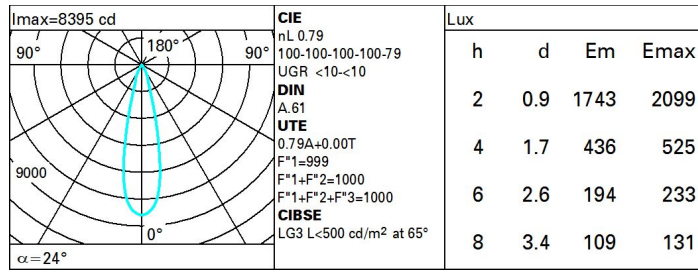 Imax=8395 cd
90° 180° 90°
9000
0°
α=24°
CIE
nL 0.79
100-100-100-100-79
UGR <10-<10
DIN
A.61
UTE
0.79A+0.00T
F"1=999
F"1+F"2=1000
F"1+F"2+F"3=1000
CIBSE
LG3 L<500 cd/m² at 65°
Lux
h d Em Emax
2 0.9 1743 2099
4 1.7 436 525
6 2.6 194 233
8 3.4 109 131